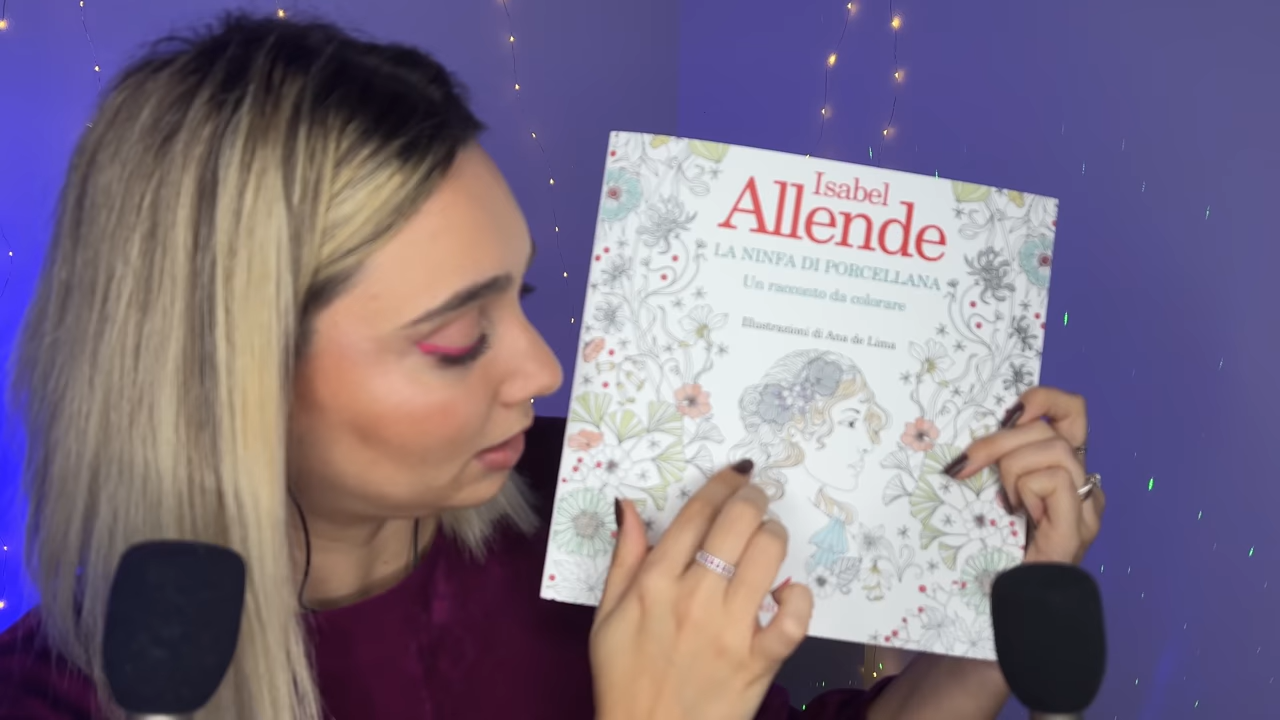 Isabel
Allende
LA NINFA DI PORCELLANA
Un racconto da colorare
Illustrazioni di Ana de Lima